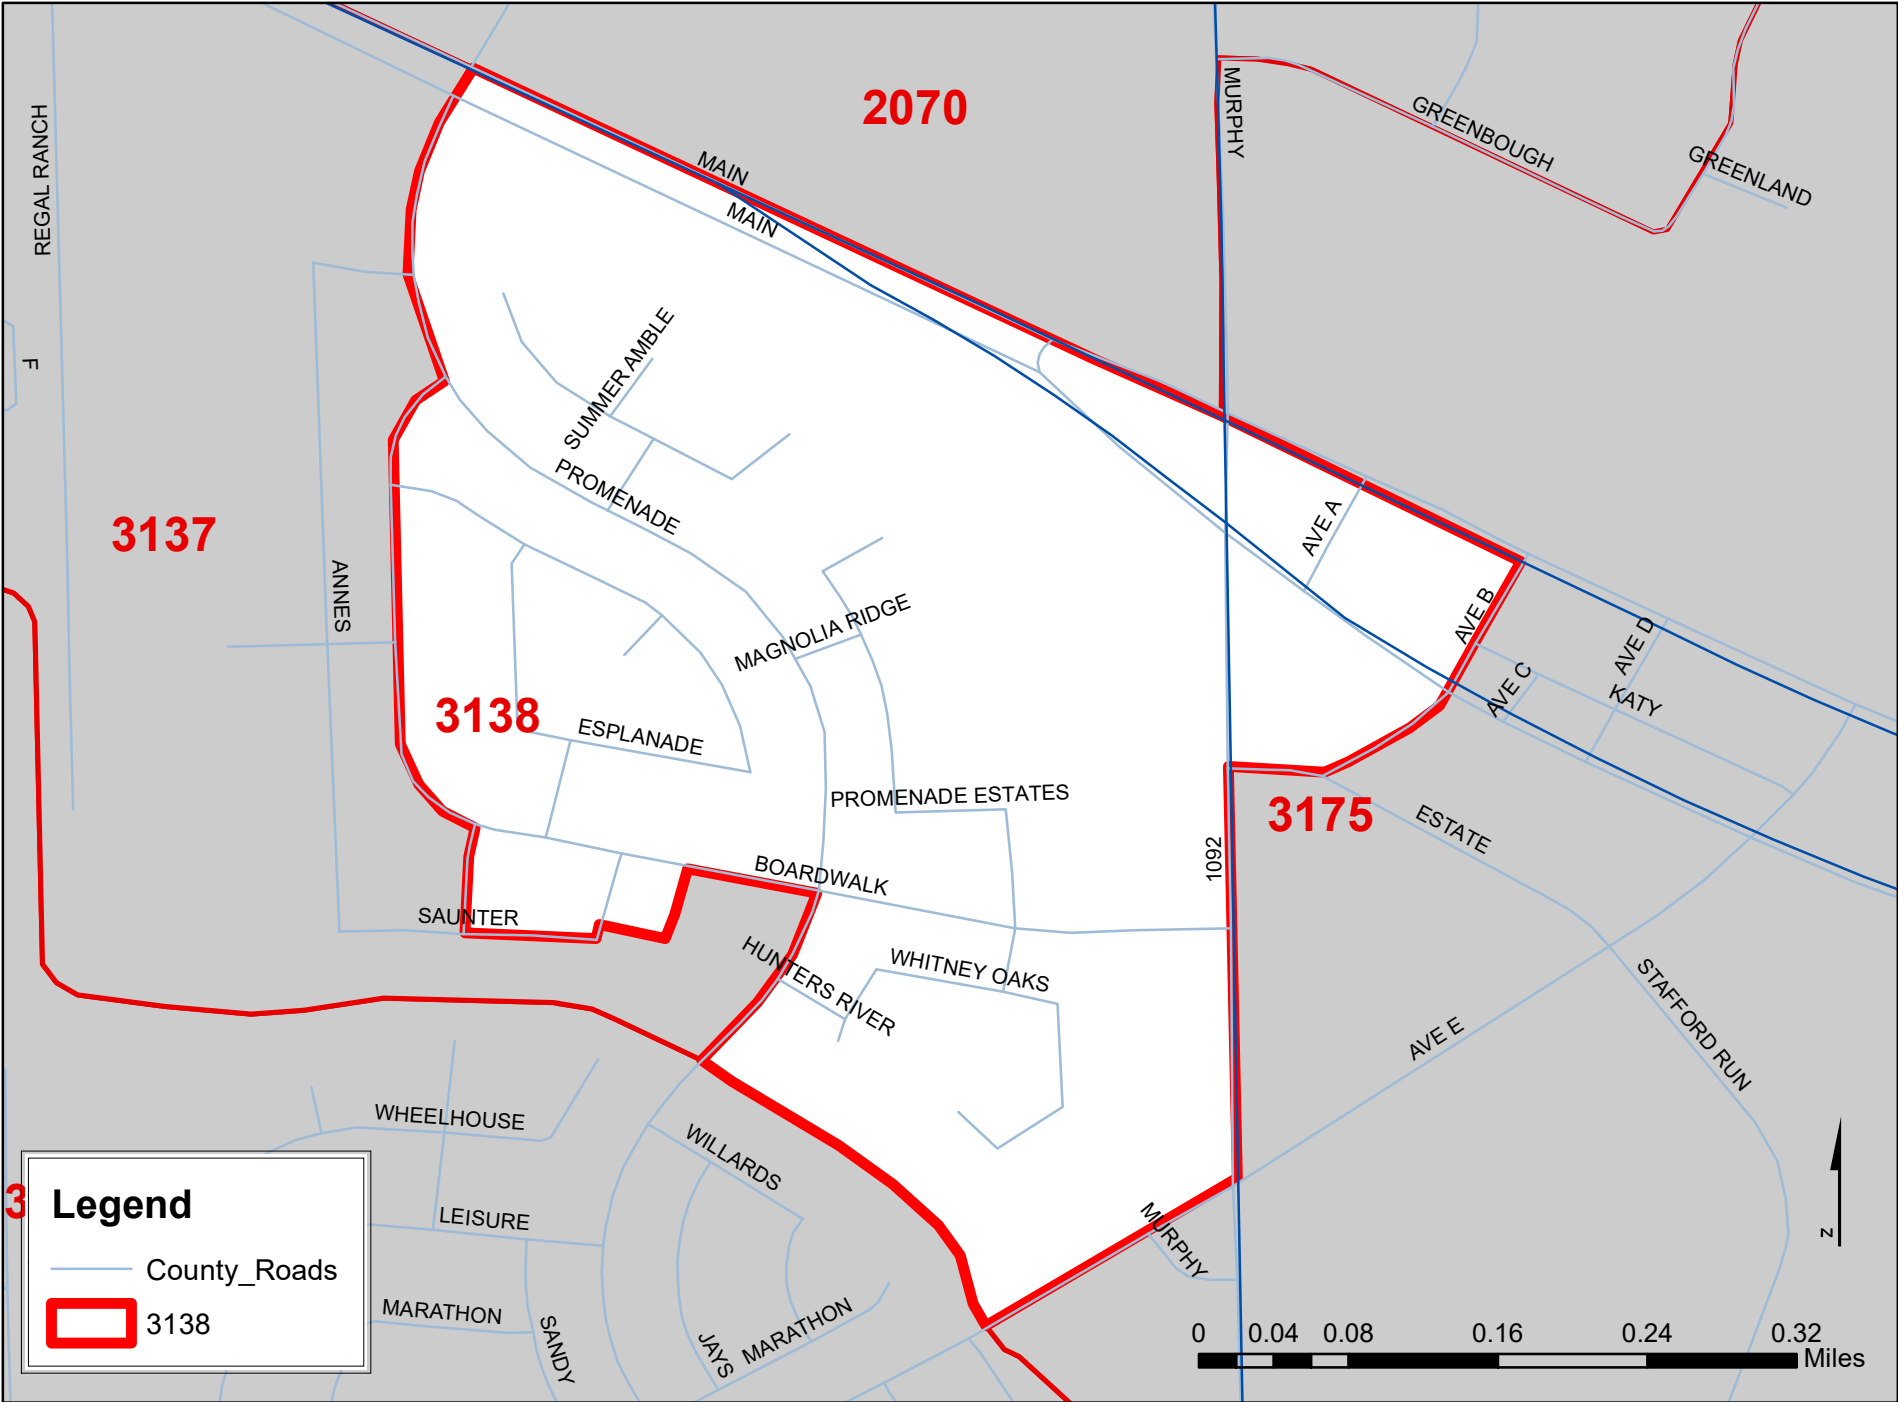 2070
MURPHY
GREENBOUGH
GREENLAND
REGAL RANCH
MAIN
MAIN
F
SUMMER AMBLE
PROMENADE
3137
AVE A
ANNES
MAGNOLIA RIDGE
AVE B
AVE D
AVE C
KATY
3138
ESPLANADE
PROMENADE ESTATES
3175
ESTATE
1092
BOARDWALK
SAUNTER
HUNTERS RIVER
WHITNEY OAKS
STAFFORD RUN
AVE E
WHEELHOUSE
WILLARDS
3
LEISURE
MURPHY
MARATHON
SANDY
JAYS
MARATHON
Legend
County_Roads
3138
z
0 0.04 0.08 0.16 0.24 0.32
Miles